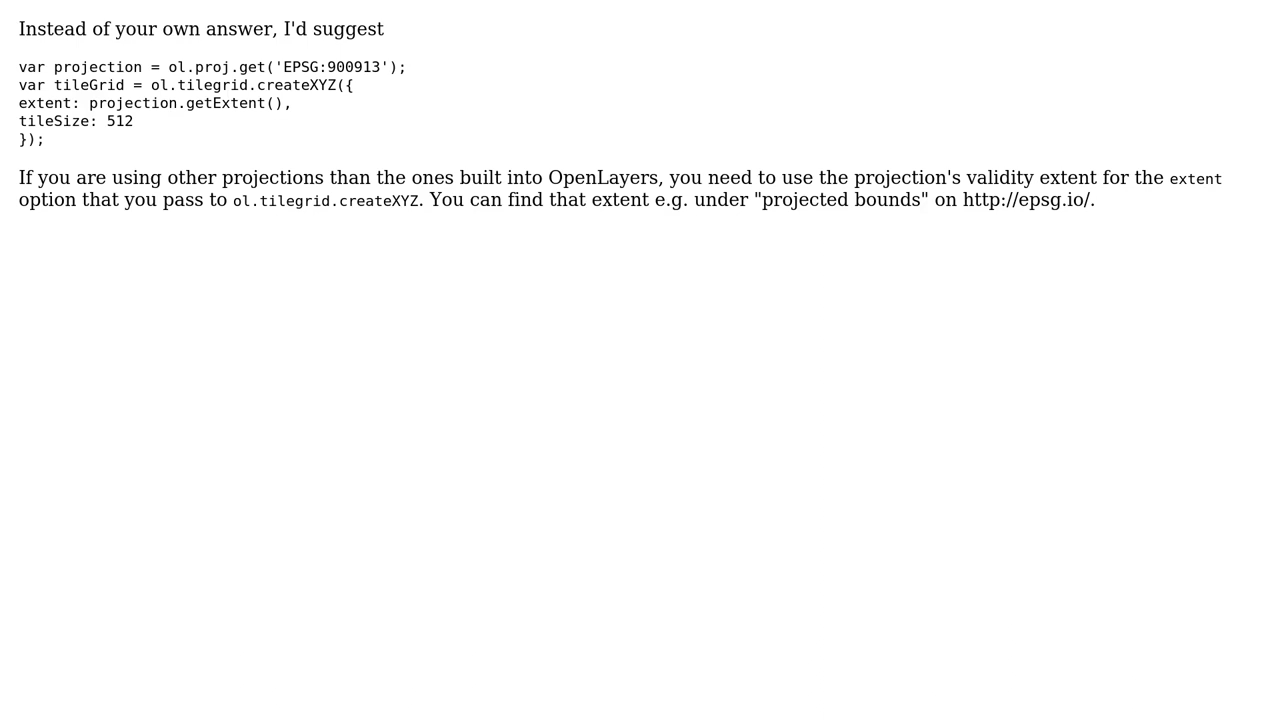 Instead of your own answer, I'd suggest
var projection = ol.proj.get('EPSG:900913');
var tileGrid = ol.tilegrid.createXYZ({
extent: projection.getExtent(),
tileSize: 512
});
If you are using other projections than the ones built into OpenLayers, you need to use the projection's validity extent for the extent
option that you pass to ol.tilegrid.createXYZ. You can find that extent e.g. under "projected bounds" on http://epsg.io/.